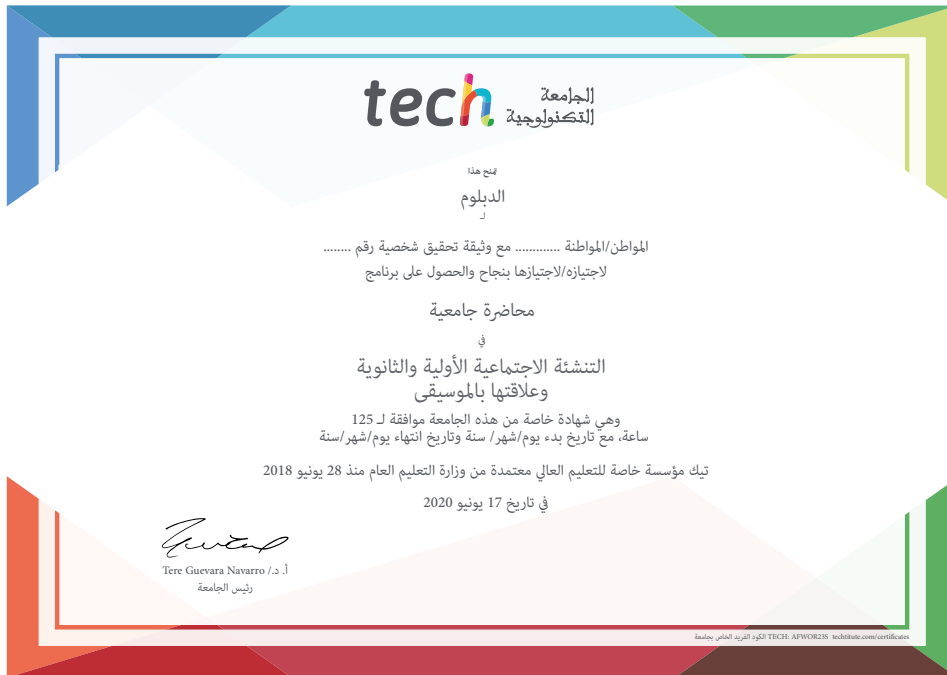 tech الجامعة
التكنولوجية
يمنح هذا
الدبلوم
لـ
المواطن/المواطنة ............. مع وثيقة تحقيق شخصية رقم ........
لاجتيازه/لاجتيازها بنجاح والحصول على برنامج
محاضرة جامعية
في
التنشئة الاجتماعية الأولية والثانوية
وعلاقتها بالموسيقى
وهي شهادة خاصة من هذه الجامعة موافقة لـ 125
ساعة، مع تاريخ بدء يوم/شهر/ سنة وتاريخ انتهاء يوم/شهر/سنة
تيك مؤسسة خاصة للتعليم العالي معتمدة من وزارة التعليم العام منذ 28 يونيو 2018
في تاريخ 17 يونيو 2020
أ. د./ Tere Guevara Navarro
رئيس الجامعة
الكود الفريد الخاص بجامعة TECH: AFWOR23S techtitute.com/certificates